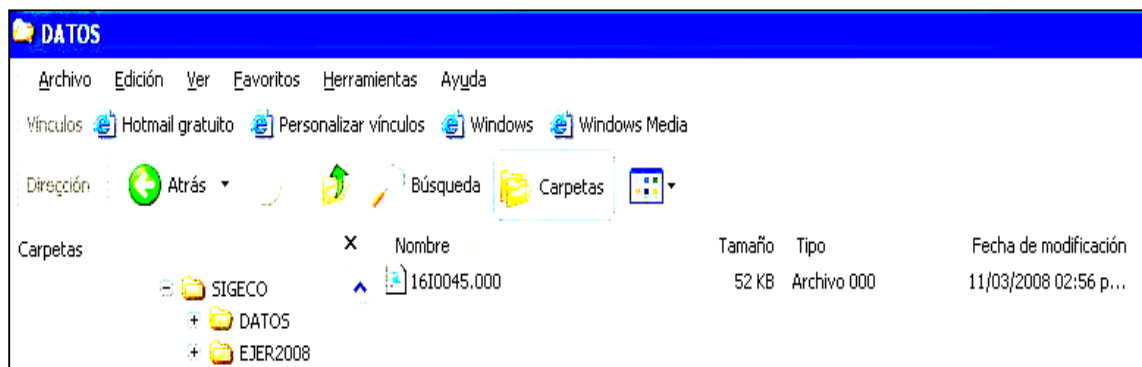 DATOS
Archivo Edición Ver Favoritos Herramientas Ayuda
Vínculos Hotmail gratuito Personalizar vínculos Windows Windows Media
Dirección Atrás Búsqueda Carpetas
Carpetas X Nombre Tamaño Tipo Fecha de modificación
SIGECO 16I0045.000 52 KB Archivo 000 11/03/2008 02:56 p...
DATOS
EJER2008